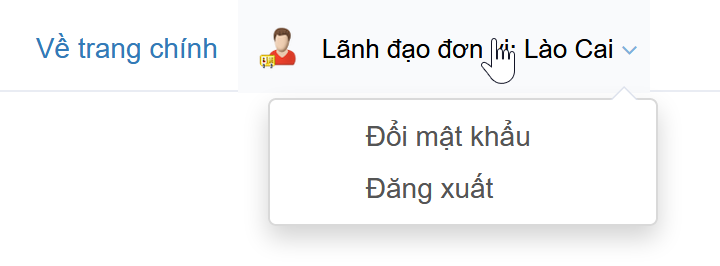 Về trang chính
Lãnh đạo đơn Lào Cai
Đổi mật khẩu
Đăng xuất